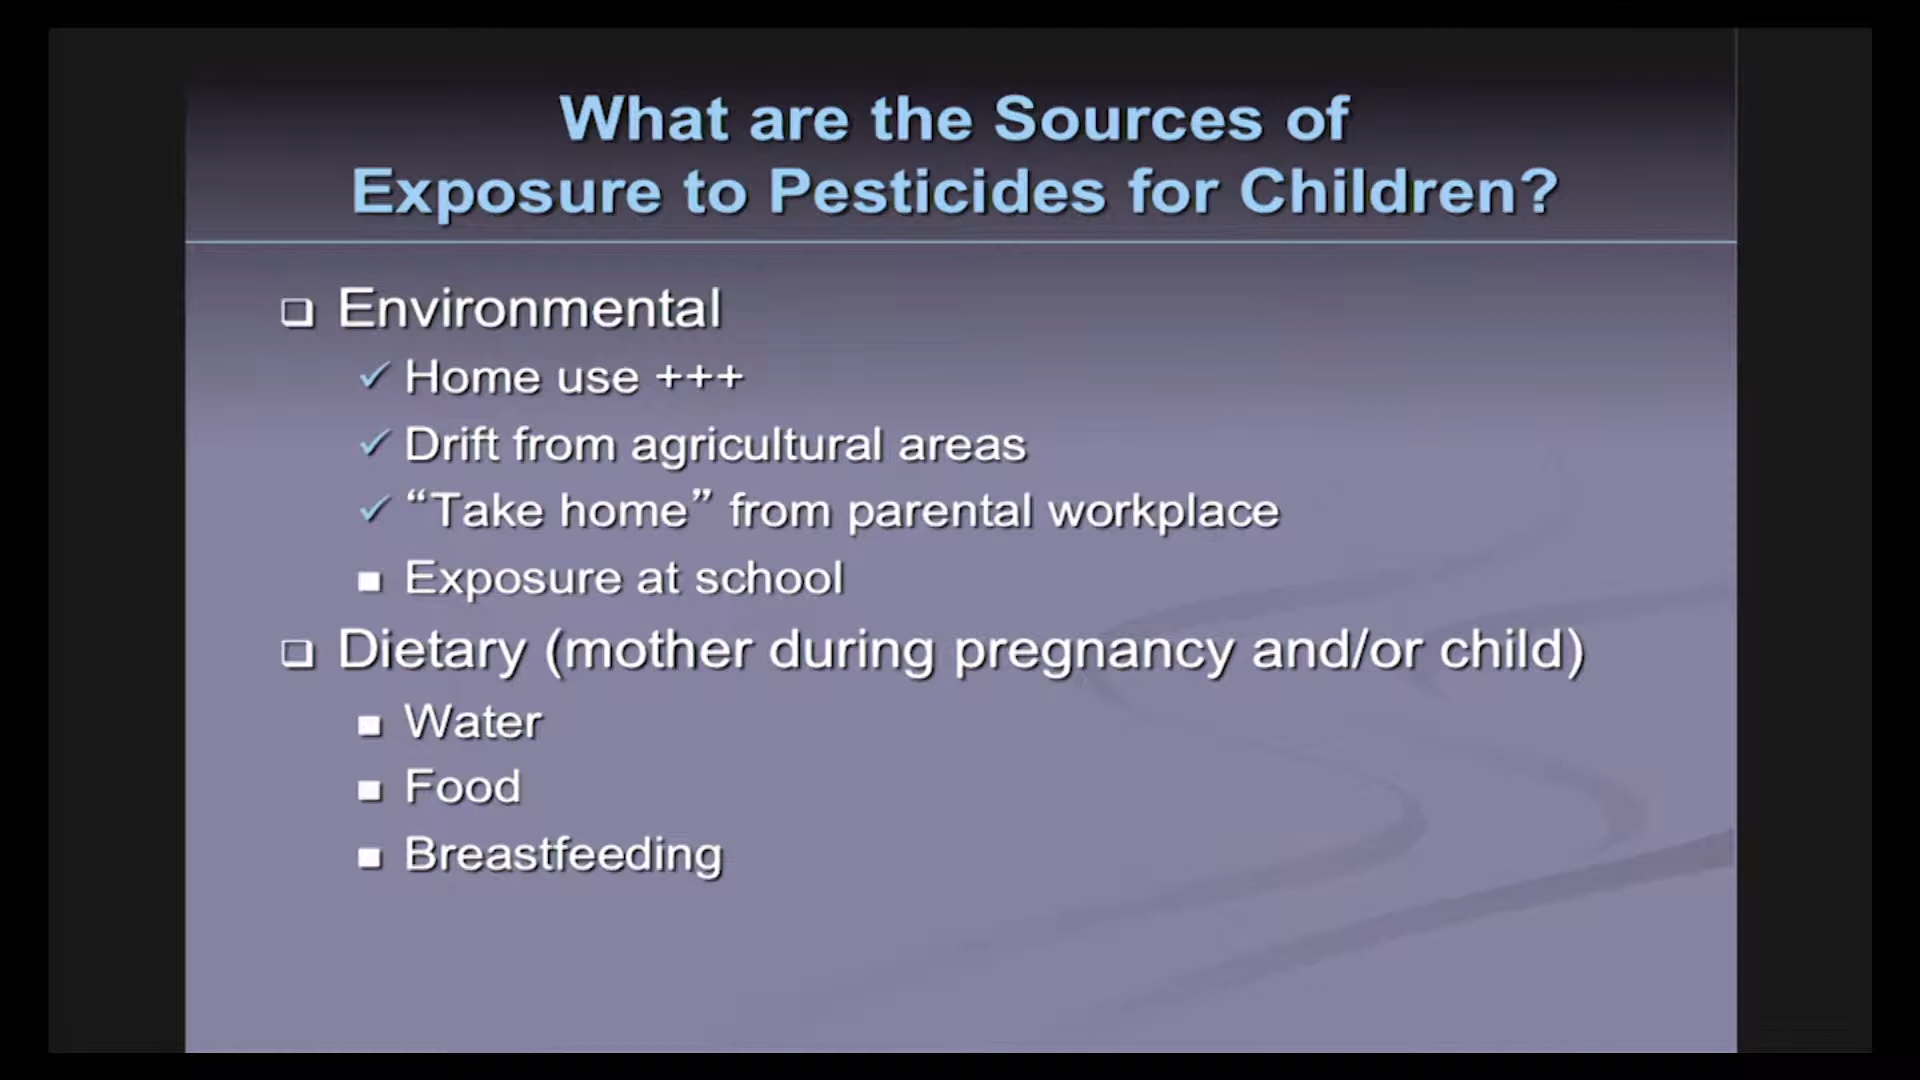 What are the Sources of
Exposure to Pesticides for Children?
Environmental
Home use +++
Drift from agricultural areas
“Take home” from parental workplace
Exposure at school
Dietary (mother during pregnancy and/or child)
Water
Food
Breastfeeding